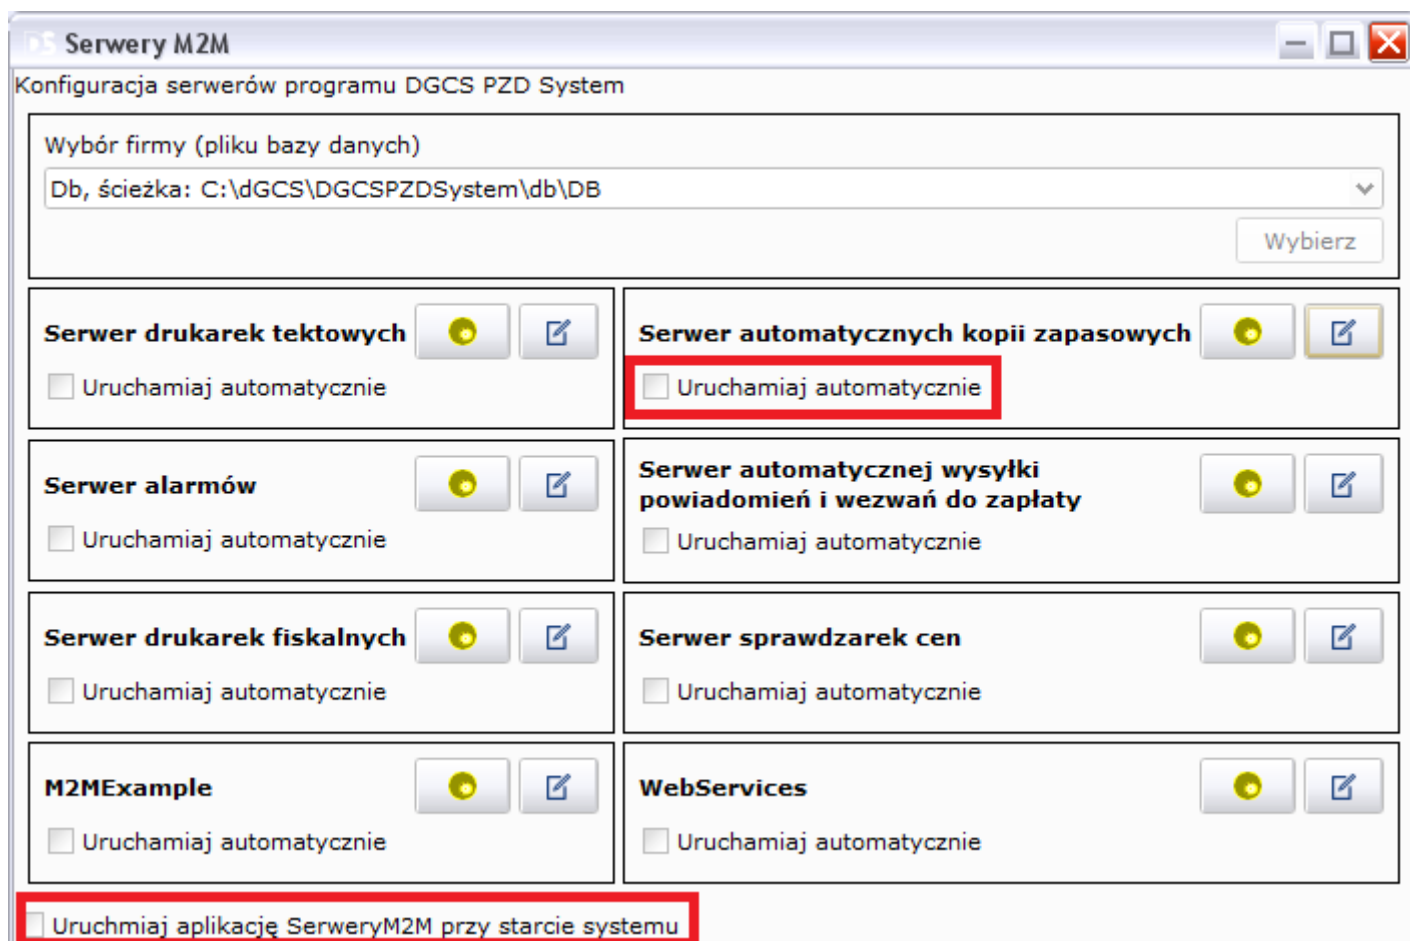 Serwery M2M
Konfiguracja serwerów programu DGCS PZD System
Wybór firmy (pliku bazy danych)
Db, ścieżka: C:\dGCS\DGCSPZDSystem\db\DB
Wybierz
Serwer drukarek tektowych
Uruchamiaj automatycznie
Serwer automatycznych kopii zapasowych
Uruchamiaj automatycznie
Serwer alarmów
Uruchamiaj automatycznie
Serwer automatycznej wysyłki
powiadomień i wezwań do zapłaty
Uruchamiaj automatycznie
Serwer drukarek fiskalnych
Uruchamiaj automatycznie
Serwer sprawdzarek cen
Uruchamiaj automatycznie
M2MExample
Uruchamiaj automatycznie
WebServices
Uruchamiaj automatycznie
Uruchmiaj aplikację SerweryM2M przy starcie systemu